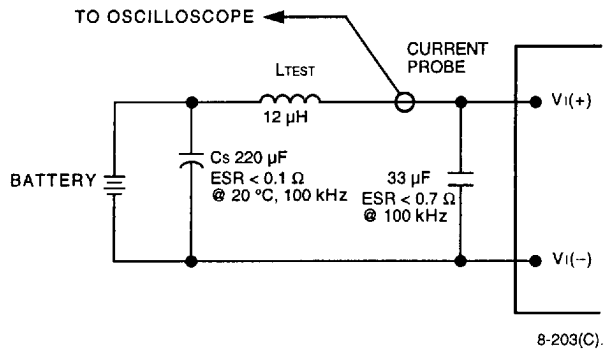 TO OSCILLOSCOPE
CURRENT
PROBE
LTEST
12 µH
VI(+)
CS 220 µF
ESR < 0.1 Ω
@ 20 °C, 100 kHz
33 µF
ESR < 0.7 Ω
@ 100 kHz
BATTERY
VI(–)
8-203(C).